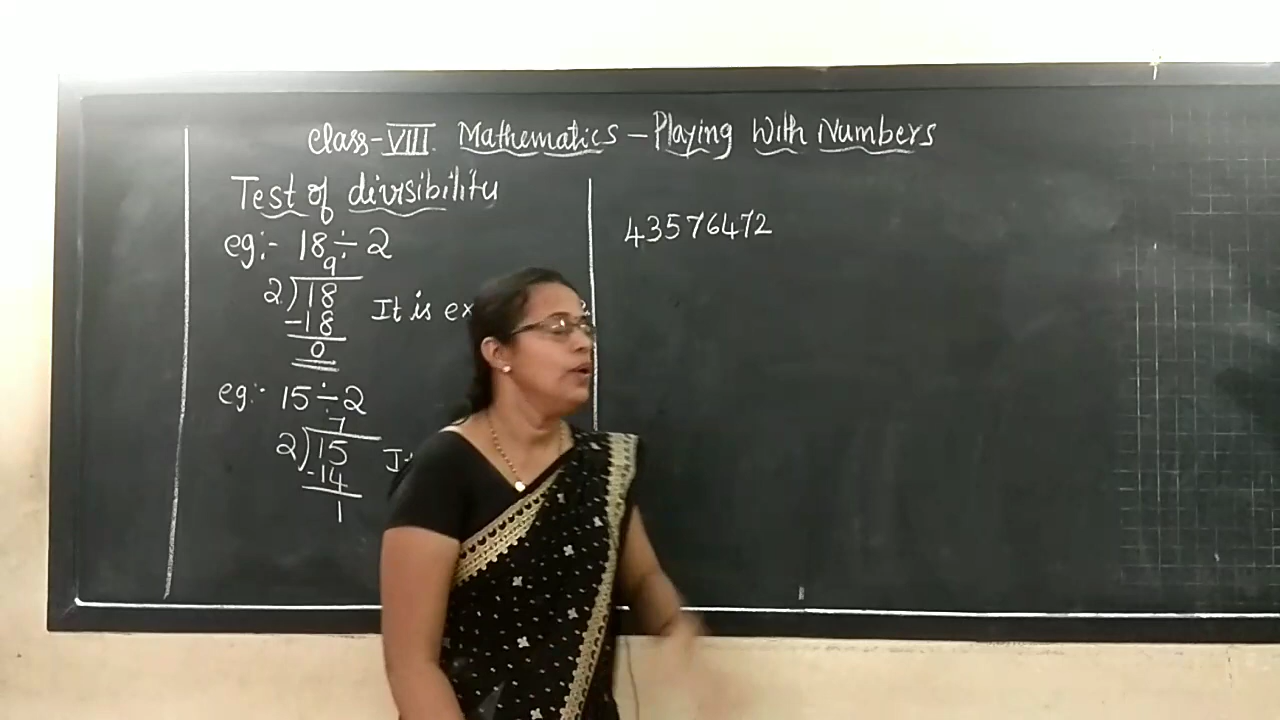 Class-VIII. Mathematics – Playing With Numbers
Test of divisibility
eg:- 18 ÷ 2
9
2)18
-18
0
It is
eg:- 15 ÷ 2
7
2)15
-14
1
43576472